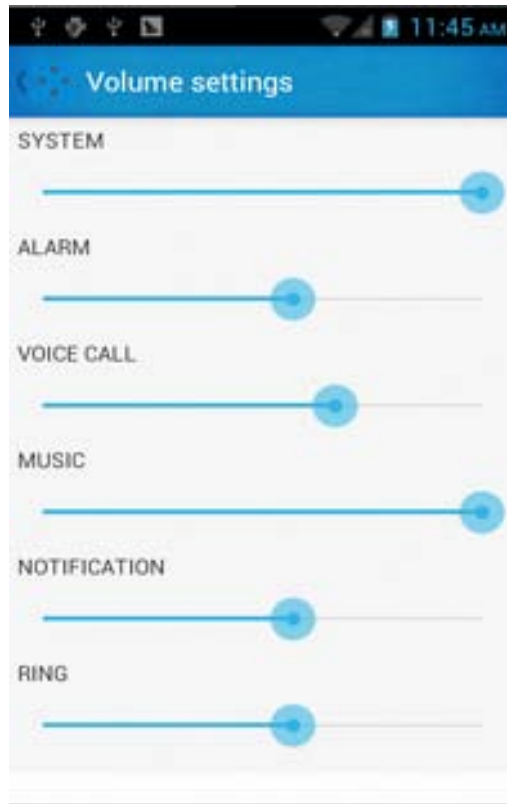 11:45 AM
Volume settings
SYSTEM
ALARM
VOICE CALL
MUSIC
NOTIFICATION
RING